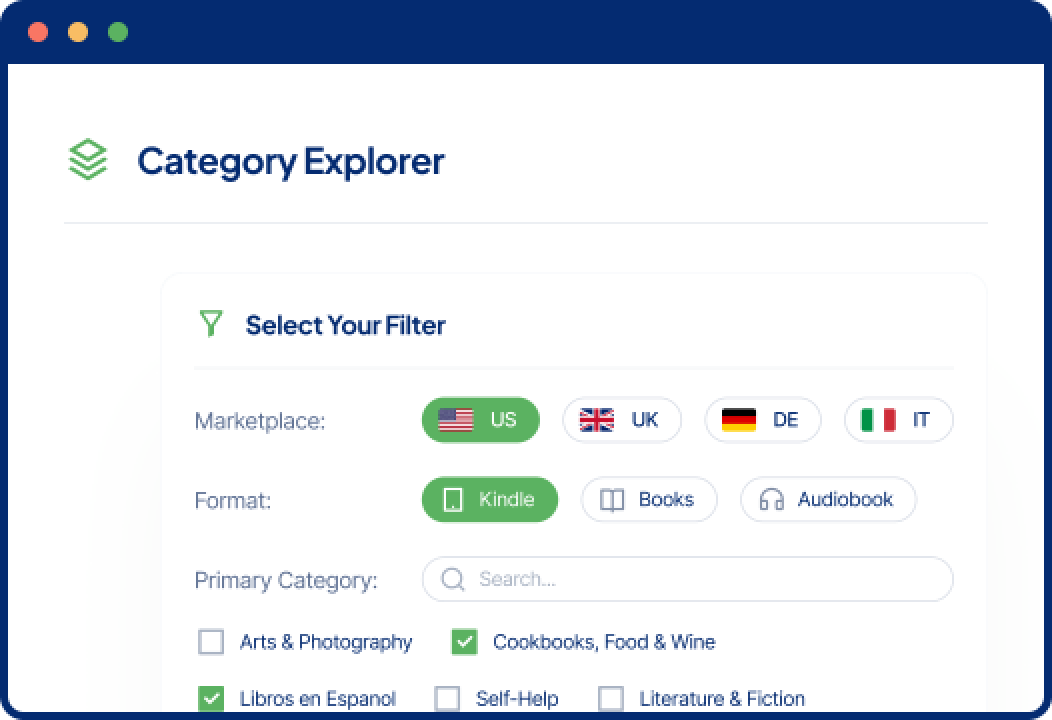 Category Explorer
Select Your Filter
Marketplace: US UK DE IT
Format: Kindle Books Audiobook
Primary Category: Search...
Arts & Photography Cookbooks, Food & Wine
Libros en Espanol Self-Help Literature & Fiction